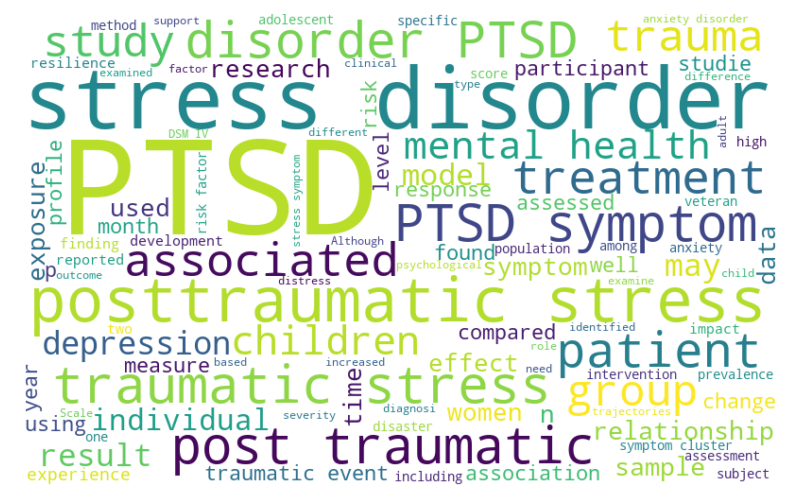 method
support
adolescent
specific
anxiety disorder
study
disorder PTSD
trauma
resilience
examined
factor
research
clinical
participant
studie
stress disorder
risk
score
type
difference
DSM IV
different
adult
high
PTSD
level
mental health
profile
exposure
risk factor
stress symptom
model
treatment
response
assessed
veteran
used
month
PTSD symptom
data
finding
development
Although
found
population
among
anxiety
p
reported
associated
symptom
well
may
outcome
psychological
child
distress
examine
posttraumatic stress
two
depression
children
compared
identified
impact
role
patient
measure
based
increased
effect
need
intervention
prevalence
year
traumatic stress
time
group
change
using
Scale
individual
severity
diagnosi
women
n
trajectories
one
disaster
relationship
result
post traumatic
symptom cluster
experience
traumatic event
including
association
sample
assessment
subject